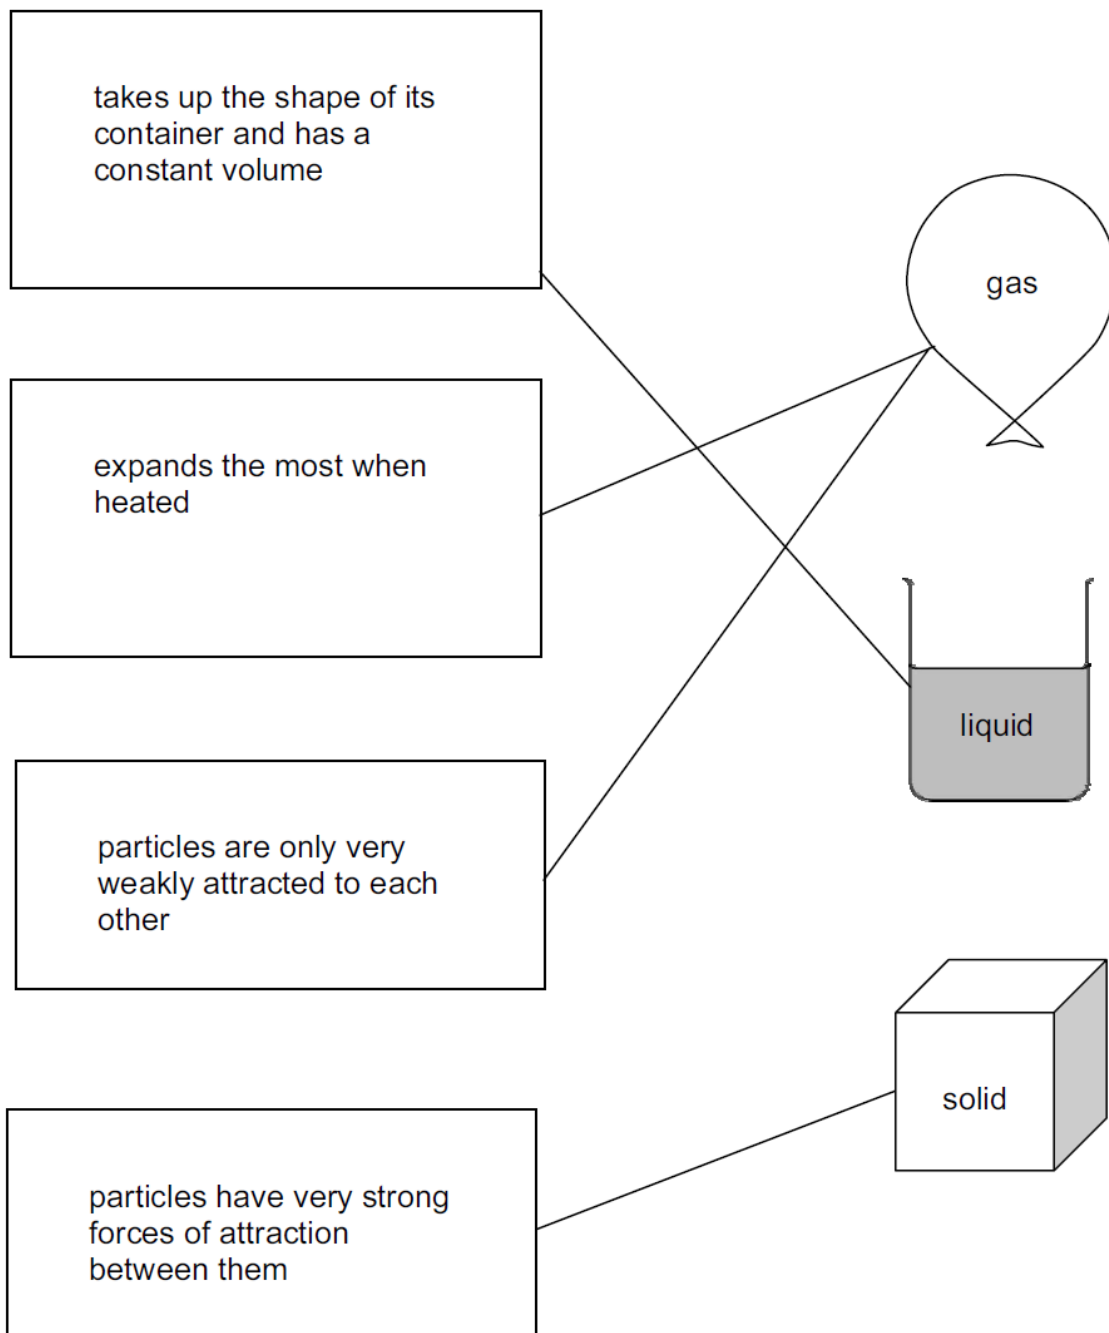 takes up the shape of its
container and has a
constant volume
gas
expands the most when
heated
liquid
particles are only very
weakly attracted to each
other
solid
particles have very strong
forces of attraction
between them